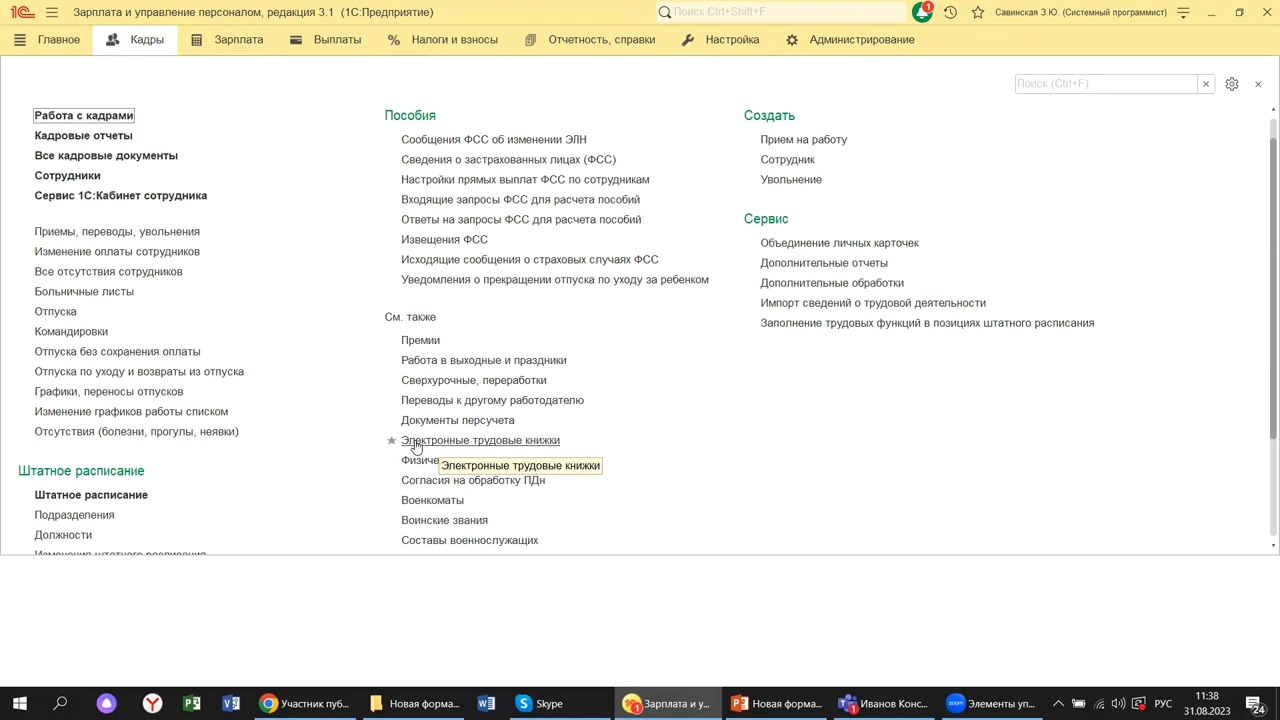 Зарплата и управление персоналом, редакция 3.1 (1С:Предприятие)
Поиск Ctrl+Shift+F
1
Савинская З.Ю. (Системный программист)
Главное
Кадры
Зарплата
Выплаты
Налоги и взносы
Отчетность, справки
Настройка
Администрирование
Поиск (Ctrl+F)
Работа с кадрами
Кадровые отчеты
Все кадровые документы
Сотрудники
Сервис 1С:Кабинет сотрудника
Приемы, переводы, увольнения
Изменение оплаты сотрудников
Все отсутствия сотрудников
Больничные листы
Отпуска
Командировки
Отпуска без сохранения оплаты
Отпуска по уходу и возвраты из отпуска
Графики, переносы отпусков
Изменение графиков работы списком
Отсутствия (болезни, прогулы, неявки)
Штатное расписание
Штатное расписание
Подразделения
Должности
Изменения штатного расписания
Пособия
Сообщения ФСС об изменении ЭЛН
Сведения о застрахованных лицах (ФСС)
Настройки прямых выплат ФСС по сотрудникам
Входящие запросы ФСС для расчета пособий
Ответы на запросы ФСС для расчета пособий
Извещения ФСС
Исходящие сообщения о страховых случаях ФСС
Уведомления о прекращении отпуска по уходу за ребенком
См. также
Премии
Работа в выходные и праздники
Сверхурочные, переработки
Переводы к другому работодателю
Документы персучета
Электронные трудовые книжки
Физиче
Электронные трудовые книжки
Согласия на обработку ПДн
Военкоматы
Воинские звания
Составы военнослужащих
Создать
Прием на работу
Сотрудник
Увольнение
Сервис
Объединение личных карточек
Дополнительные отчеты
Дополнительные обработки
Импорт сведений о трудовой деятельности
Заполнение трудовых функций в позициях штатного расписания
Участник пуб...
Новая форма...
Skype
Зарплата и у...
Новая форма...
Иванов Конс...
Элементы уп...
РУС
11:38
31.08.2023
24